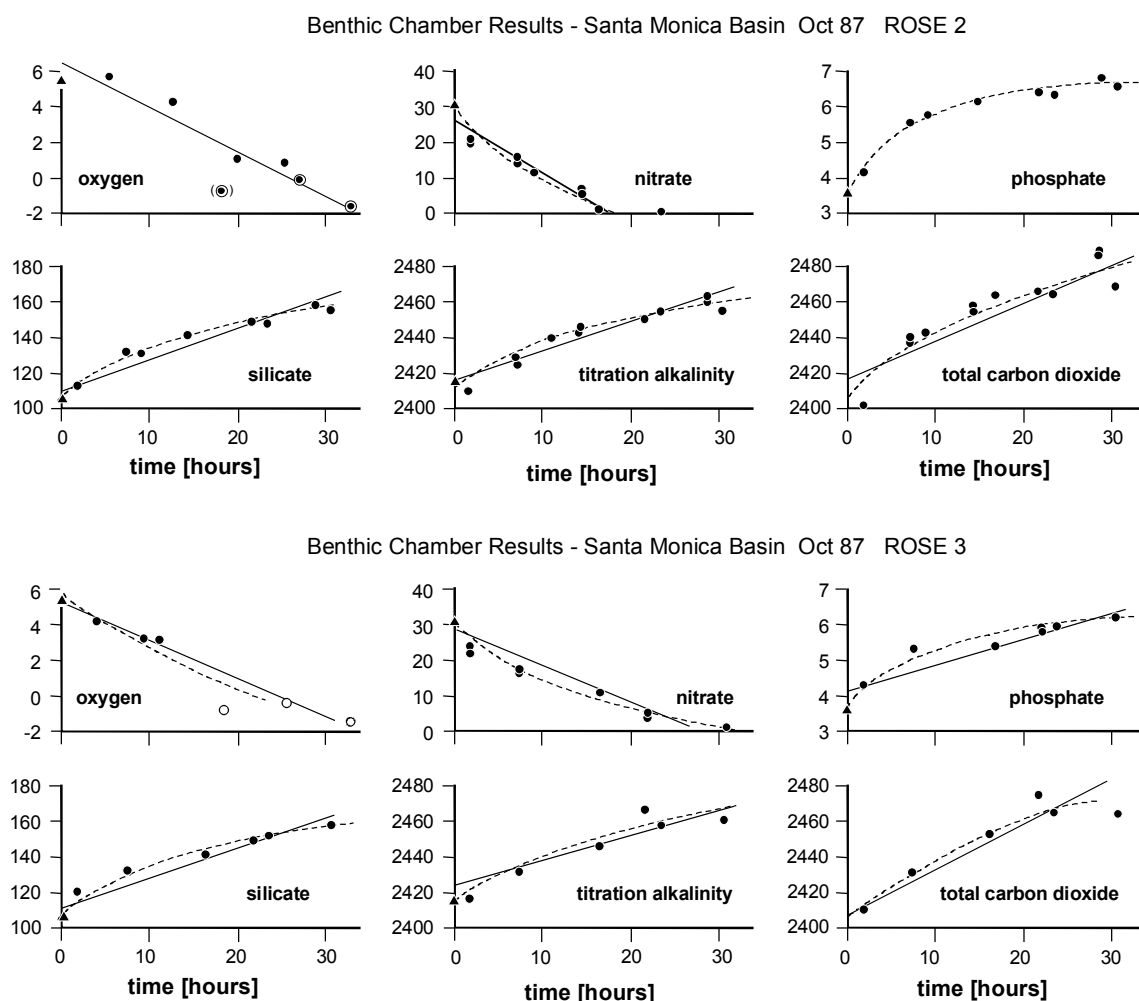 Benthic Chamber Results - Santa Monica Basin Oct 87 ROSE 2
6
4
2
0
-2
oxygen
( )
40
30
20
10
0
nitrate
7
6
5
4
3
phosphate
180
160
140
120
100
silicate
0 10 20 30
time [hours]
2480
2460
2440
2420
2400
titration alkalinity
0 10 20 30
time [hours]
2480
2460
2440
2420
2400
total carbon dioxide
0 10 20 30
time [hours]
Benthic Chamber Results - Santa Monica Basin Oct 87 ROSE 3
6
4
2
0
-2
oxygen
40
30
20
10
0
nitrate
7
6
5
4
3
phosphate
180
160
140
120
100
silicate
0 10 20 30
time [hours]
2480
2460
2440
2420
2400
titration alkalinity
0 10 20 30
time [hours]
2480
2460
2440
2420
2400
total carbon dioxide
0 10 20 30
time [hours]